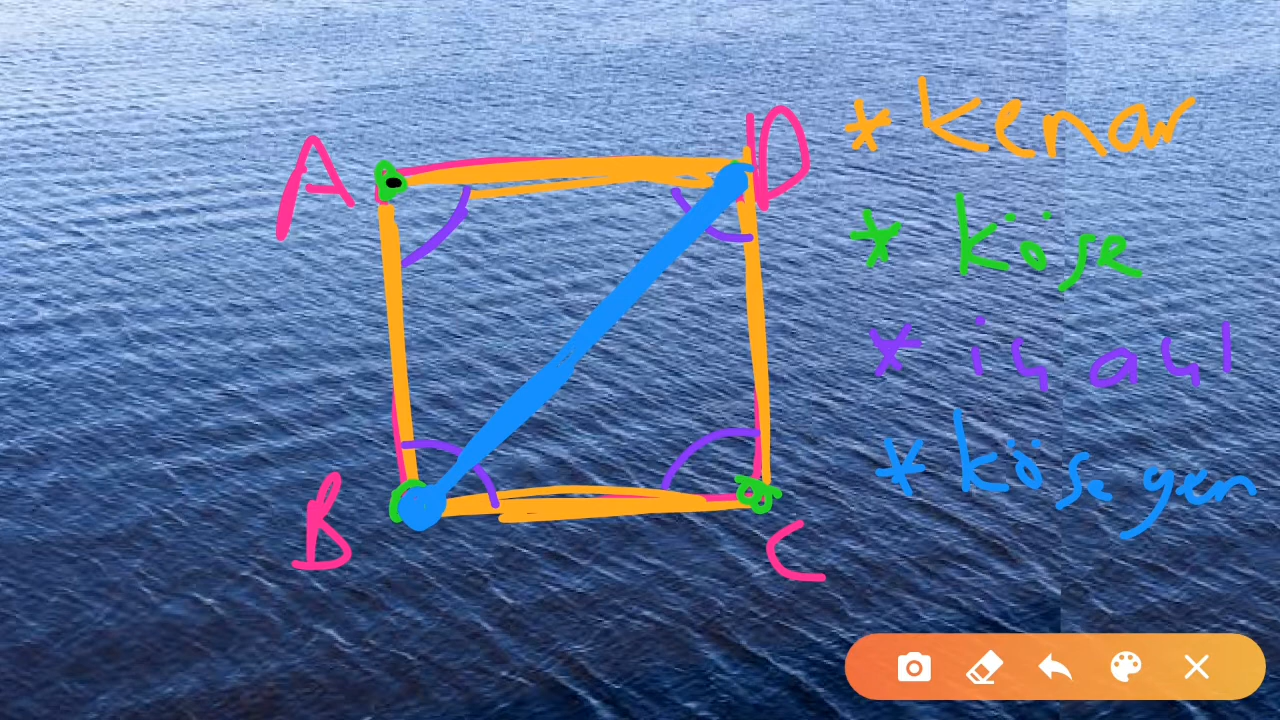 A
D
* kenar
* köşe
* iç açı
* köşegen
B
C